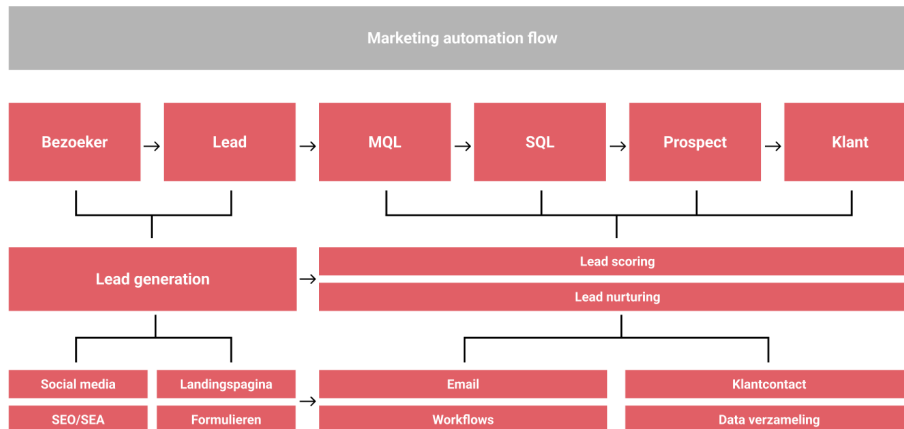 Marketing automation flow
Bezoeker
Lead
MQL
SQL
Prospect
Klant
Lead generation
Lead scoring
Lead nurturing
Social media
Landingspagina
Email
Klantcontact
SEO/SEA
Formulieren
Workflows
Data verzameling